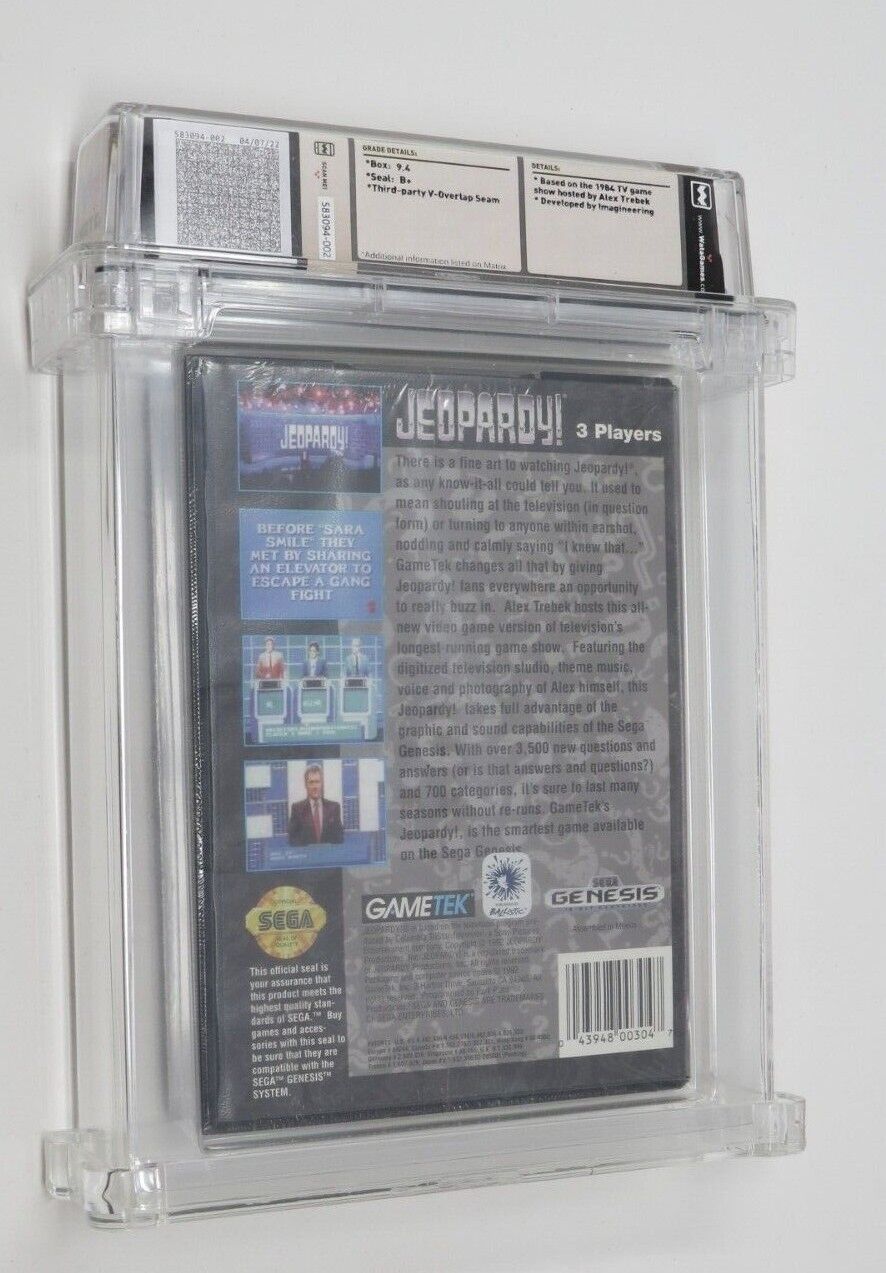 583094-002 04/07/22
SCAN ME!
583094-002
GRADE DETAILS:
*Box: 9.4
*Seal: B+
*Third-party V-Overlap Seam
*Additional information listed on Matrix
DETAILS:
* Based on the 1984 TV game
show hosted by Alex Trebek
* Developed by Imagineering
www.WataGames.co
JEOPARDY!
BEFORE "SARA
SMILE" THEY
MET BY SHARING
AN ELEVATOR TO
ESCAPE A GANG
FIGHT
JEOPARDY! 3 Players
There is a fine art to watching Jeopardy!®,
as any know-it-all could tell you. It used to
mean shouting at the television (in question
form) or turning to anyone within earshot,
nodding and calmly saying "I knew that..."
GameTek changes all that by giving
Jeopardy! fans everywhere an opportunity
to really buzz in. Alex Trebek hosts this all-
new video game version of television's
longest running game show. Featuring the
digitized television studio, theme music,
voice and photography of Alex himself, this
Jeopardy! takes full advantage of the
graphic and sound capabilities of the Sega
Genesis. With over 3,500 new questions and
answers (or is that answers and questions?)
and 700 categories, it's sure to last many
seasons without re-runs. GameTek's
Jeopardy!, is the smartest game available
on the Sega Genesis.
OFFICIAL
SEGA
SEAL OF
QUALITY
This official seal is
your assurance that
this product meets the
highest quality stan-
dards of SEGA.™ Buy
games and acces-
sories with this seal to
be sure that they are
compatible with the
SEGA™ GENESIS™
SYSTEM.
GAMETEK
BALLISTIC
SEGA
GENESIS
Assembled in Mexico
0 43948 00304 7